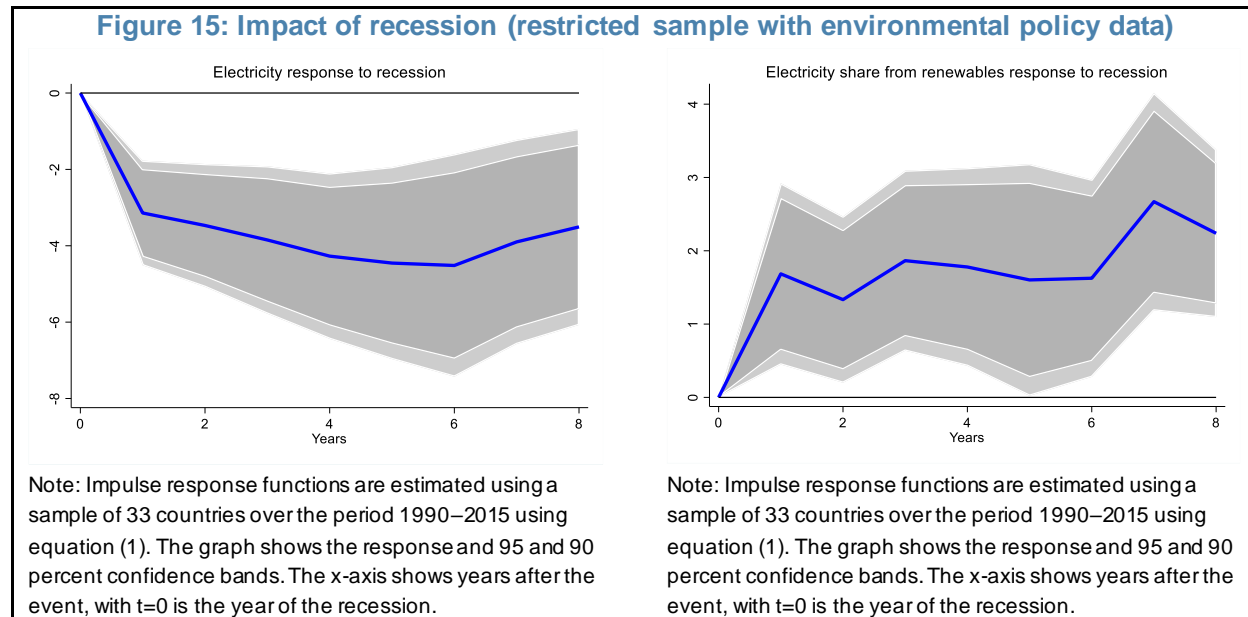 Figure 15: Impact of recession (restricted sample with environmental policy data)
Electricity response to recession
0
-2
-4
-6
-8
0 2 4 6 8
Years
Note: Impulse response functions are estimated using a
sample of 33 countries over the period 1990–2015 using
equation (1). The graph shows the response and 95 and 90
percent confidence bands. The x-axis shows years after the
event, with t=0 is the year of the recession.
Electricity share from renewables response to recession
4
3
2
1
0
0 2 4 6 8
Years
Note: Impulse response functions are estimated using a
sample of 33 countries over the period 1990–2015 using
equation (1). The graph shows the response and 95 and 90
percent confidence bands. The x-axis shows years after the
event, with t=0 is the year of the recession.